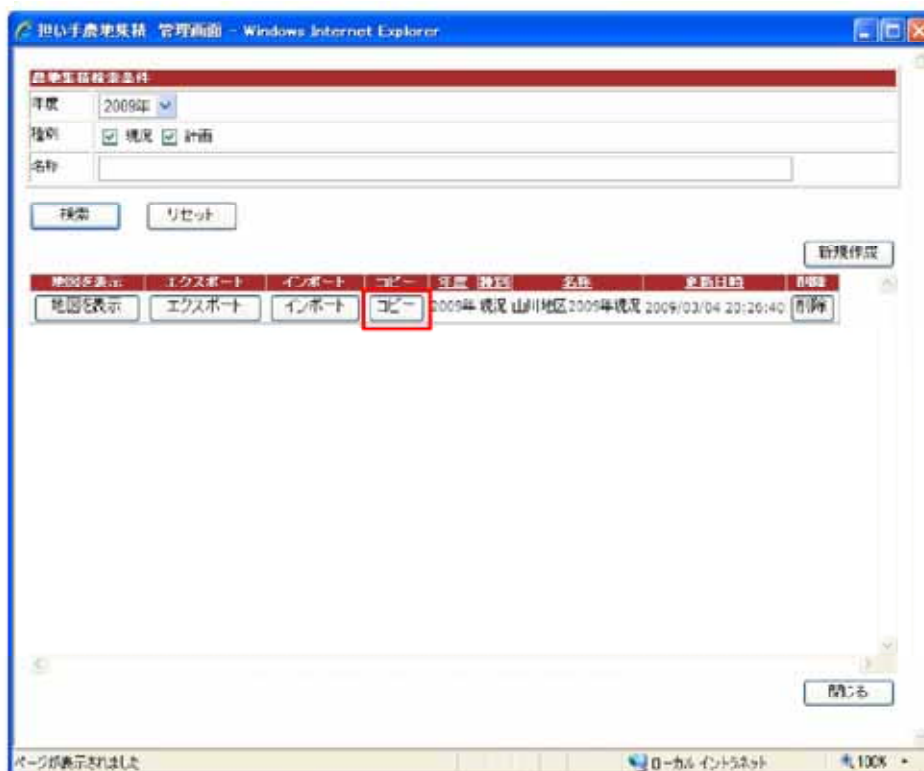 担い手農地集積 管理画面 - Windows Internet Explorer
農地集積検索条件
年度 2009年
種別 現況 計画
名称
検索 リセット
新規作成
地図を表示 エクスポート インポート コピー 年度 種別 名称 更新日時 削除
地図を表示 エクスポート インポート コピー 2009年 現況 山川地区2009年現況 2009/03/04 20:26:40 削除
閉じる
ページが表示されました ローカル イントラネット 100%